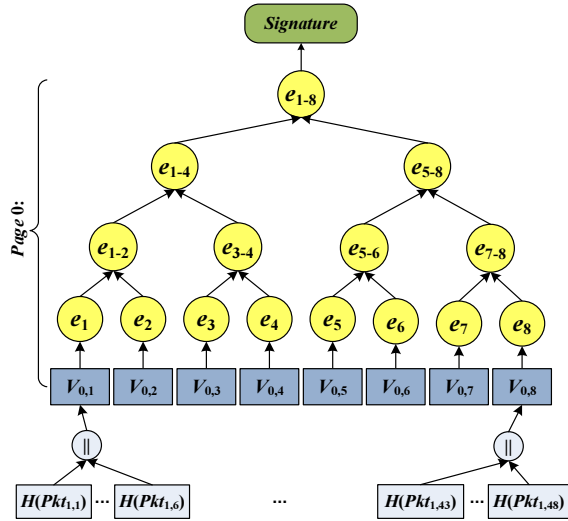 Signature
Page 0:
e1-8
e1-4 e5-8
e1-2 e3-4 e5-6 e7-8
e1 e2 e3 e4 e5 e6 e7 e8
V0,1 V0,2 V0,3 V0,4 V0,5 V0,6 V0,7 V0,8
|| ||
H(Pkt1,1) ... H(Pkt1,6) ... H(Pkt1,43) ... H(Pkt1,48)